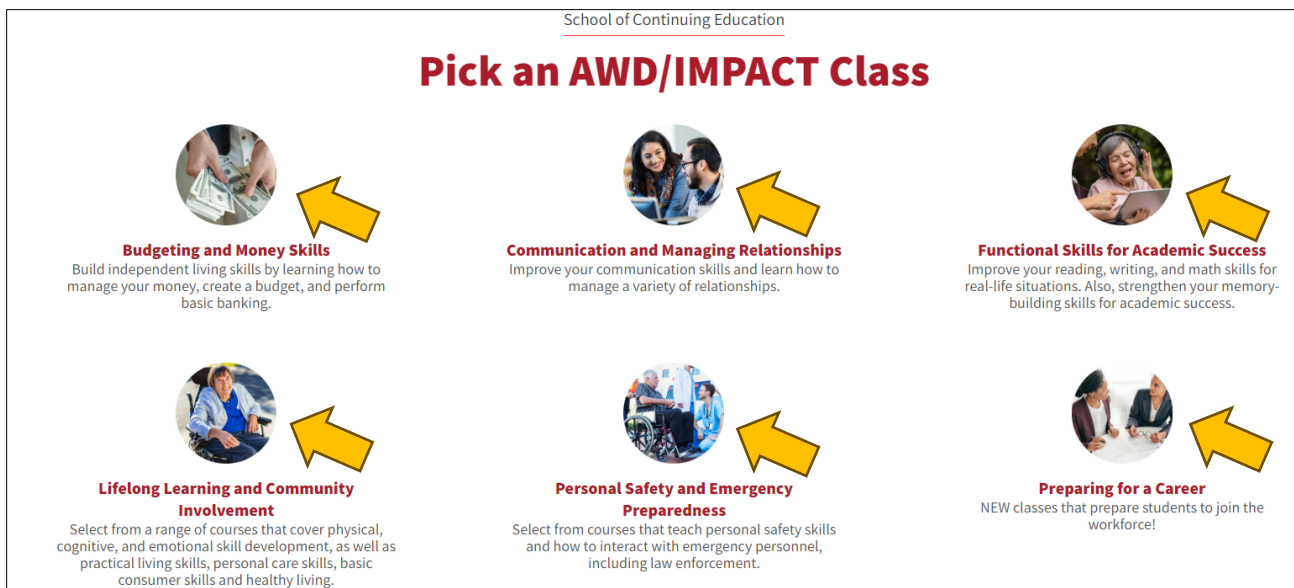 School of Continuing Education
Pick an AWD/IMPACT Class
Budgeting and Money Skills
Build independent living skills by learning how to
manage your money, create a budget, and perform
basic banking.
Communication and Managing Relationships
Improve your communication skills and learn how to
manage a variety of relationships.
Functional Skills for Academic Success
Improve your reading, writing, and math skills for
real-life situations. Also, strengthen your memory-
building skills for academic success.
Lifelong Learning and Community
Involvement
Select from a range of courses that cover physical,
cognitive, and emotional skill development, as well as
practical living skills, personal care skills, basic
consumer skills and healthy living.
Personal Safety and Emergency
Preparedness
Select from courses that teach personal safety skills
and how to interact with emergency personnel,
including law enforcement.
Preparing for a Career
NEW classes that prepare students to join the
workforce!